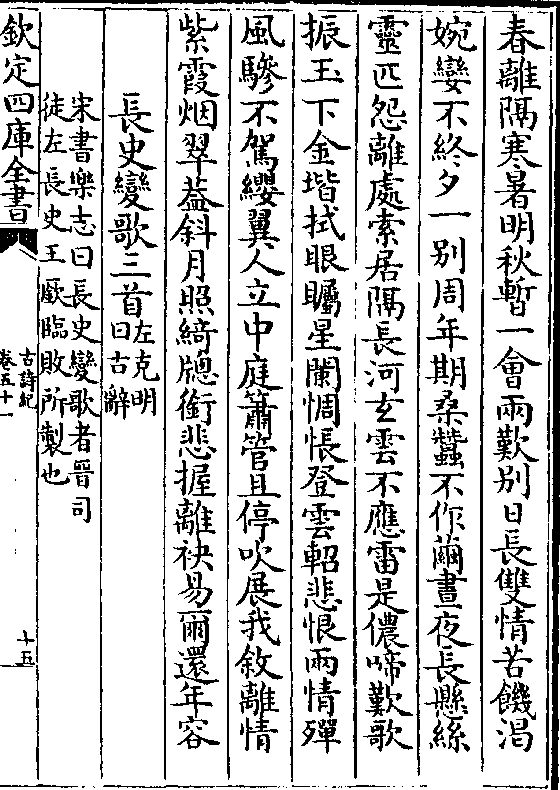 春離隔寒暑明秋暫一會兩歎别日長雙情苦饑渴
婉孌不終夕一别周年期桑蠶不作繭晝夜長懸絲
靈匹怨離處索居隔長河玄雲不應雷是儂啼歎歌
振玉下金堦拭眼矚星闌惆悵登雲軺悲恨兩情殫
風驂不駕纓翼人立中庭簫管且停吹展我敘離情
紫霞烟翠葢斜月照綺牕銜悲握離袂易爾還年容
長史變歌三首左克明曰古辭
宋書樂志曰長史變歌者晉司
徒左長史王廞臨敗所製也
欽定四庫全書
古詩紀
卷五十一
十五